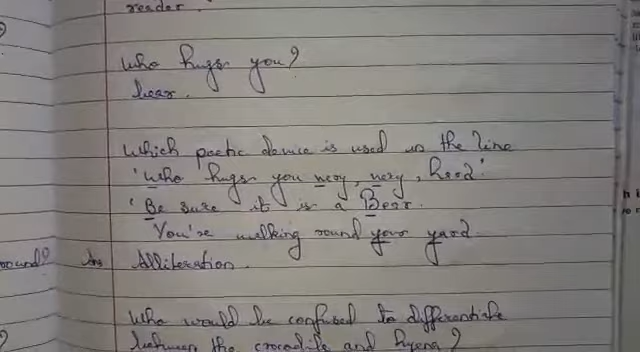 reader.
Who hugs you?
bear.
Which poetic device is used in the line
'Who hugs you very, very, hard'
'Be sure it is a Bear.
You're walking round your yard
round? Ans Alliteration.
Who would be confused to differentiate
between the crocodile and hyena?